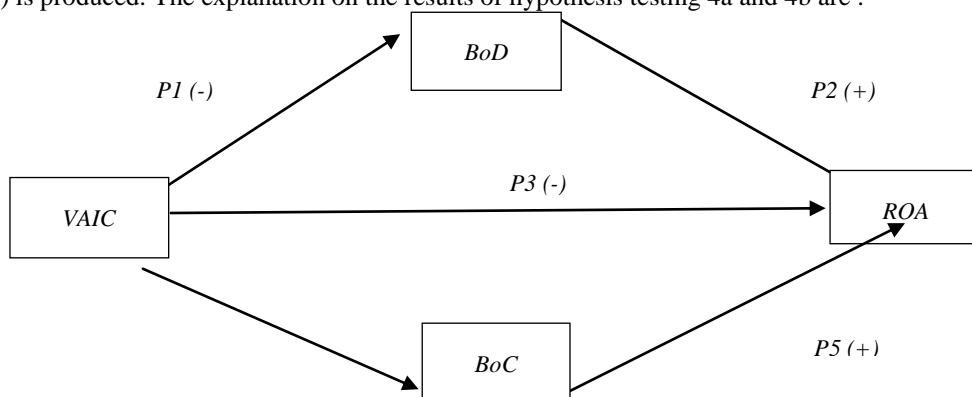 ) is produced. The explanation on the results of hypothesis testing 4a and 4b are :
BoD
P1 (-)
P2 (+)
P3 (-)
VAIC
ROA
P5 (+)
BoC